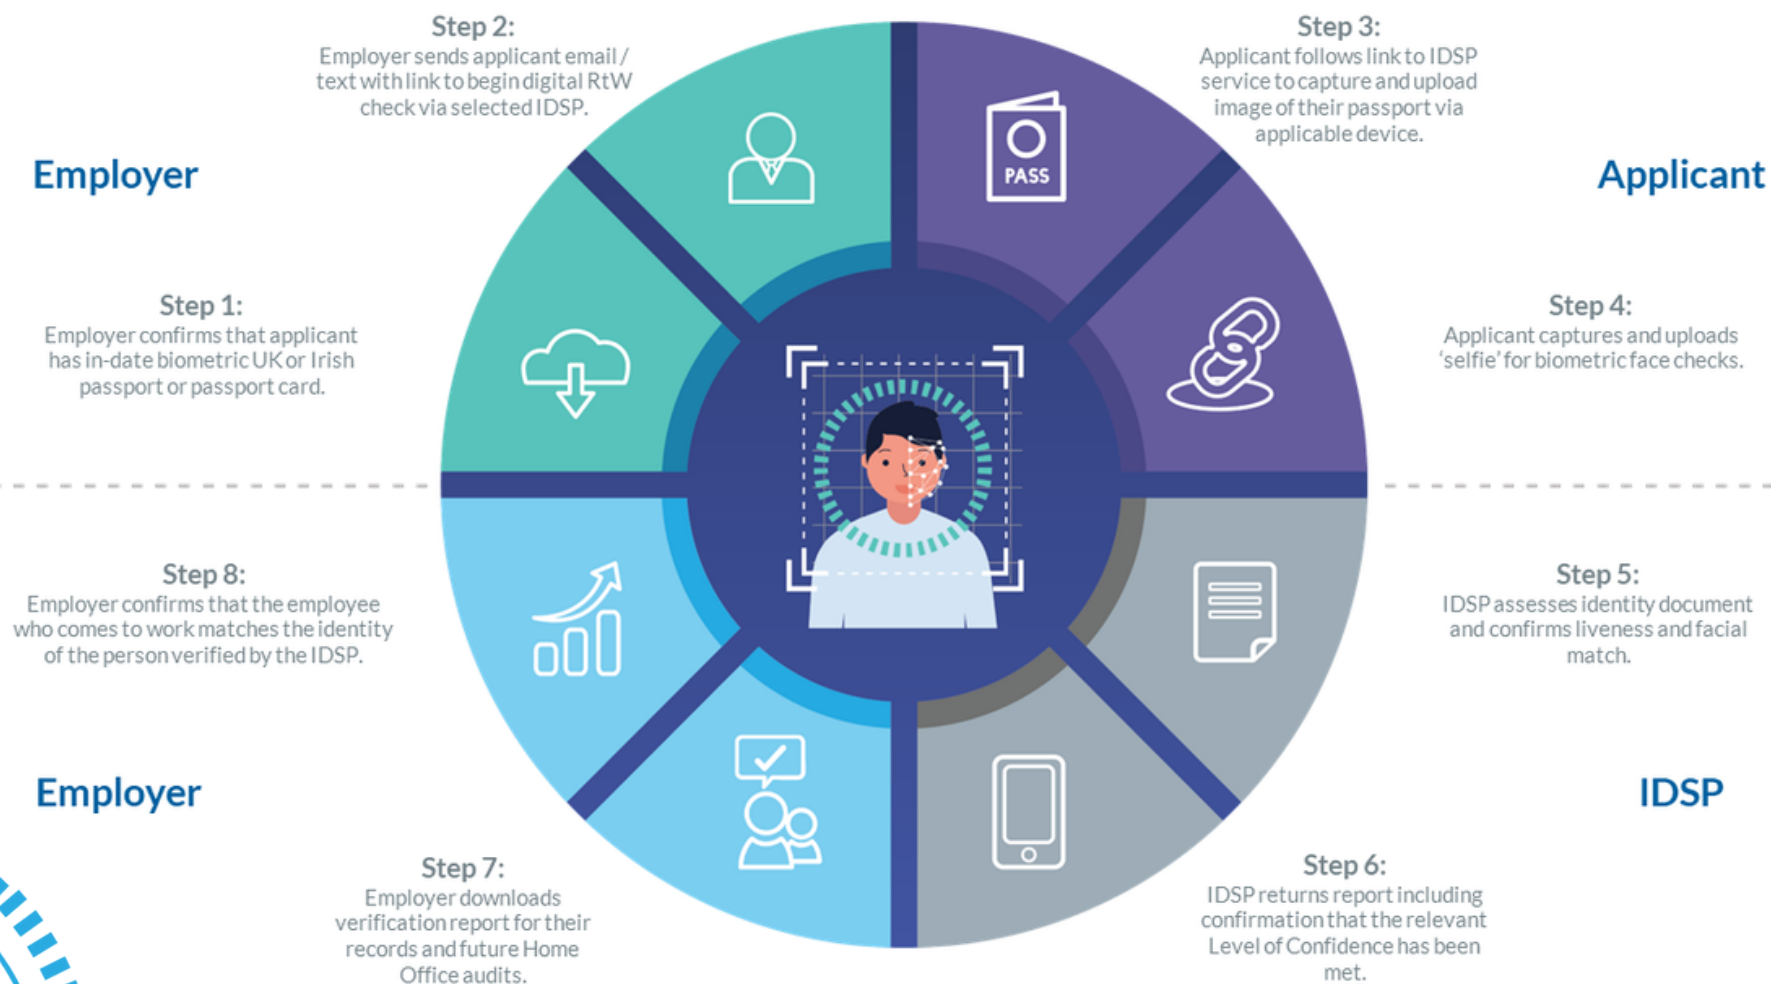 Employer
Step 1:
Employer confirms that applicant
has in-date biometric UK or Irish
passport or passport card.
Step 2:
Employer sends applicant email /
text with link to begin digital RtW
check via selected IDSP.
Applicant
Step 3:
Applicant follows link to IDSP
service to capture and upload
image of their passport via
applicable device.
PASS
Step 4:
Applicant captures and uploads
‘selfie’ for biometric face checks.
IDSP
Step 5:
IDSP assesses identity document
and confirms liveness and facial
match.
Step 6:
IDSP returns report including
confirmation that the relevant
Level of Confidence has been
met.
Employer
Step 7:
Employer downloads
verification report for their
records and future Home
Office audits.
Step 8:
Employer confirms that the employee
who comes to work matches the identity
of the person verified by the IDSP.